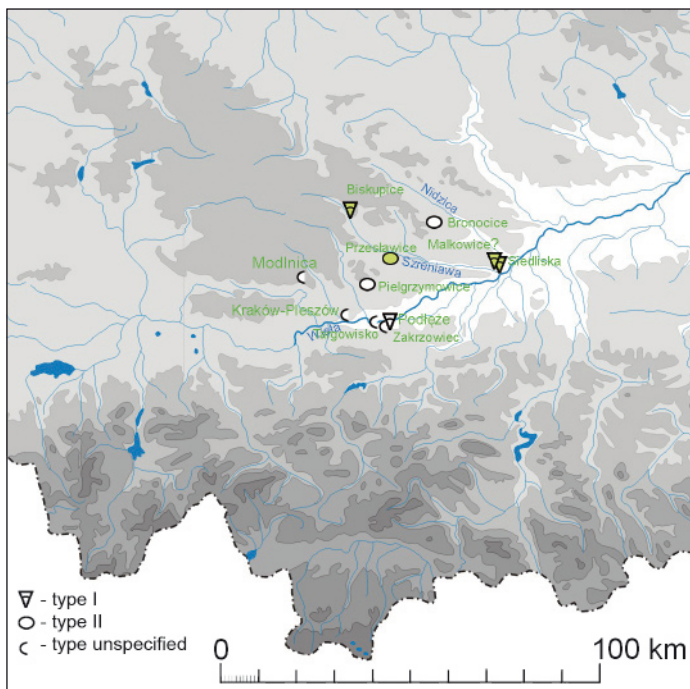 Biskupice
Nidzica
Bronocice
Przesławice
Małkowice?
Szreniawa
Siedliska
Modlnica
Pielgrzymowice
Kraków-Pleszów
Wisła
Podłęże
Targowisko
Zakrzowiec
- type I
- type II
- type unspecified
0
100 km